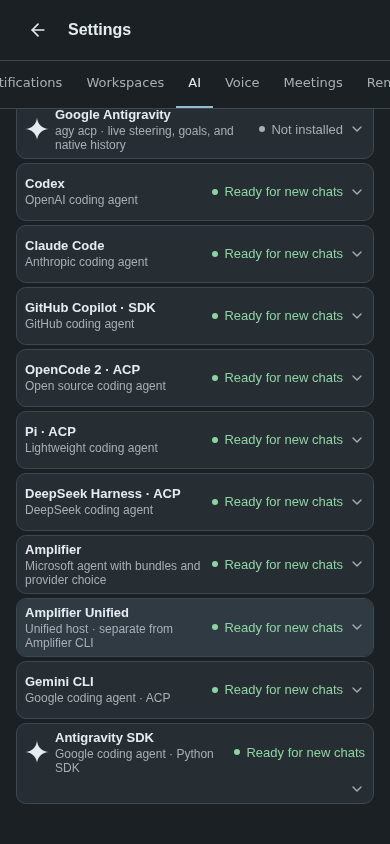 Settings
tifications
Workspaces
AI
Voice
Meetings
Ren
Google Antigravity
agy acp · live steering, goals, and
native history
Not installed
Codex
OpenAI coding agent
Ready for new chats
Claude Code
Anthropic coding agent
Ready for new chats
GitHub Copilot · SDK
GitHub coding agent
Ready for new chats
OpenCode 2 · ACP
Open source coding agent
Ready for new chats
Pi · ACP
Lightweight coding agent
Ready for new chats
DeepSeek Harness · ACP
DeepSeek coding agent
Ready for new chats
Amplifier
Microsoft agent with bundles and
provider choice
Ready for new chats
Amplifier Unified
Unified host · separate from
Amplifier CLI
Ready for new chats
Gemini CLI
Google coding agent · ACP
Ready for new chats
Antigravity SDK
Google coding agent · Python
SDK
Ready for new chats